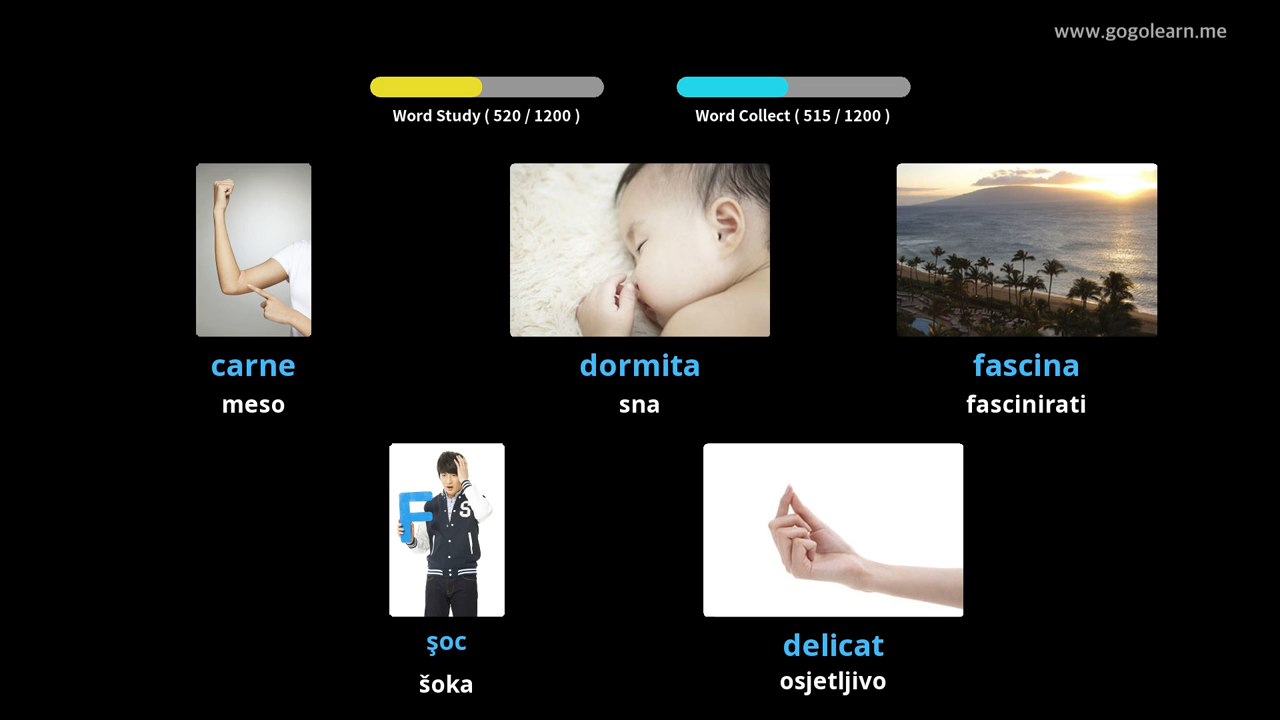 www.gogolearn.me
Word Study ( 520 / 1200 )
Word Collect ( 515 / 1200 )
carne
meso
dormita
sna
fascina
fascinirati
F
S
şoc
šoka
delicat
osjetljivo